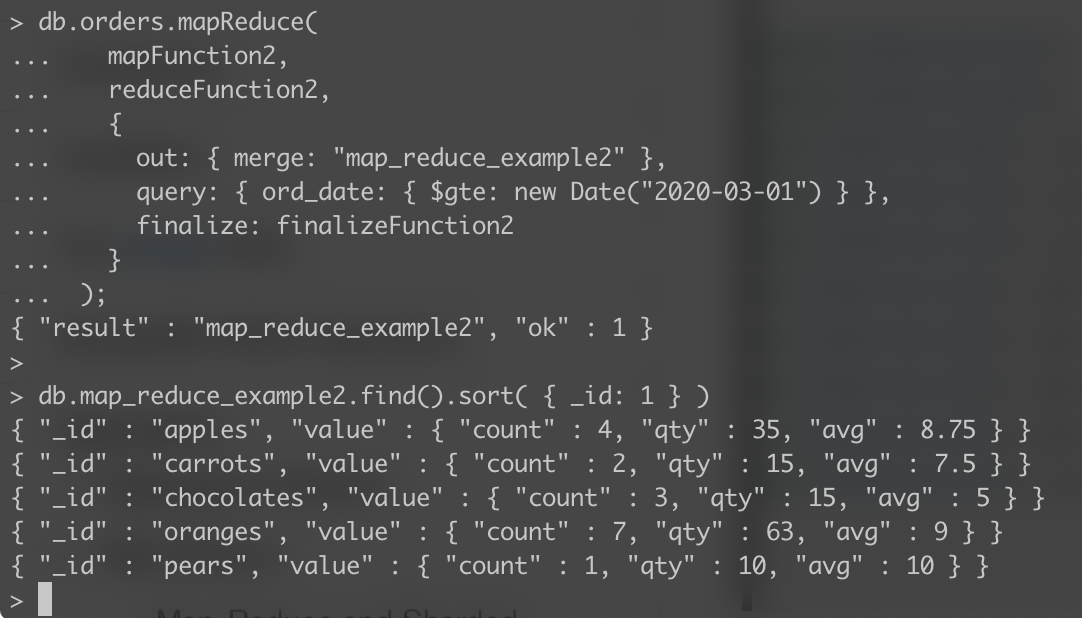 > db.orders.mapReduce(
...    mapFunction2,
...    reduceFunction2,
...    {
...      out: { merge: "map_reduce_example2" },
...      query: { ord_date: { $gte: new Date("2020-03-01") } },
...      finalize: finalizeFunction2
...    }
...  );
{ "result" : "map_reduce_example2", "ok" : 1 }
>
> db.map_reduce_example2.find().sort( { _id: 1 } )
{ "_id" : "apples", "value" : { "count" : 4, "qty" : 35, "avg" : 8.75 } }
{ "_id" : "carrots", "value" : { "count" : 2, "qty" : 15, "avg" : 7.5 } }
{ "_id" : "chocolates", "value" : { "count" : 3, "qty" : 15, "avg" : 5 } }
{ "_id" : "oranges", "value" : { "count" : 7, "qty" : 63, "avg" : 9 } }
{ "_id" : "pears", "value" : { "count" : 1, "qty" : 10, "avg" : 10 } }
>
Map-Reduce and Sharded